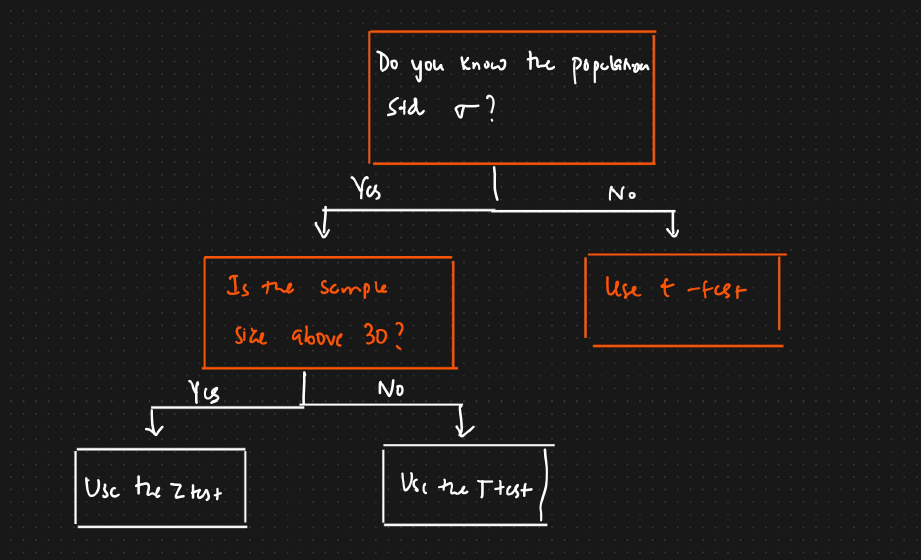 Do you know the population
std σ?
Yes
No
Is the sample
size above 30?
Use t-test
Yes
No
Use the Z test
Use the T test